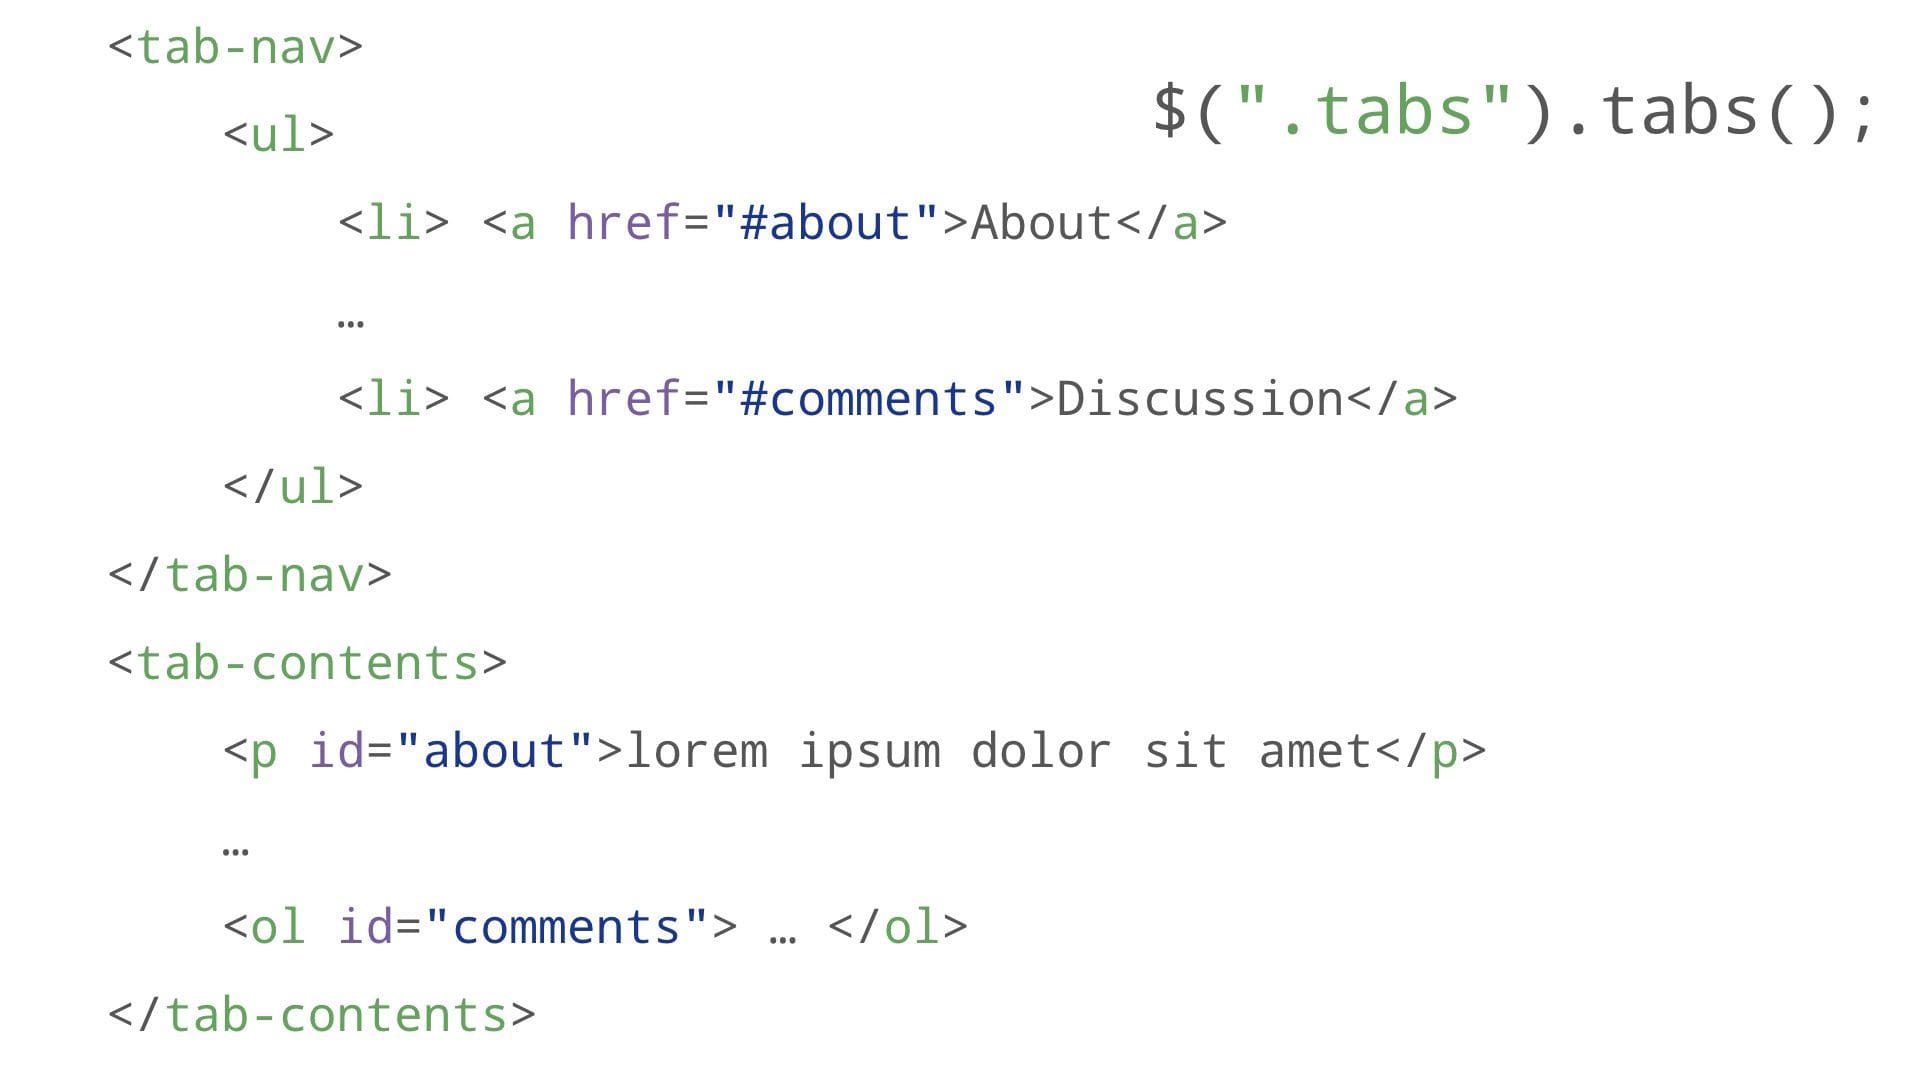 <tab-nav>
$(".tabs").tabs();
<ul>
<li> <a href="#about">About</a>
…
<li> <a href="#comments">Discussion</a>
</ul>
</tab-nav>
<tab-contents>
<p id="about">lorem ipsum dolor sit amet</p>
…
<ol id="comments"> … </ol>
</tab-contents>